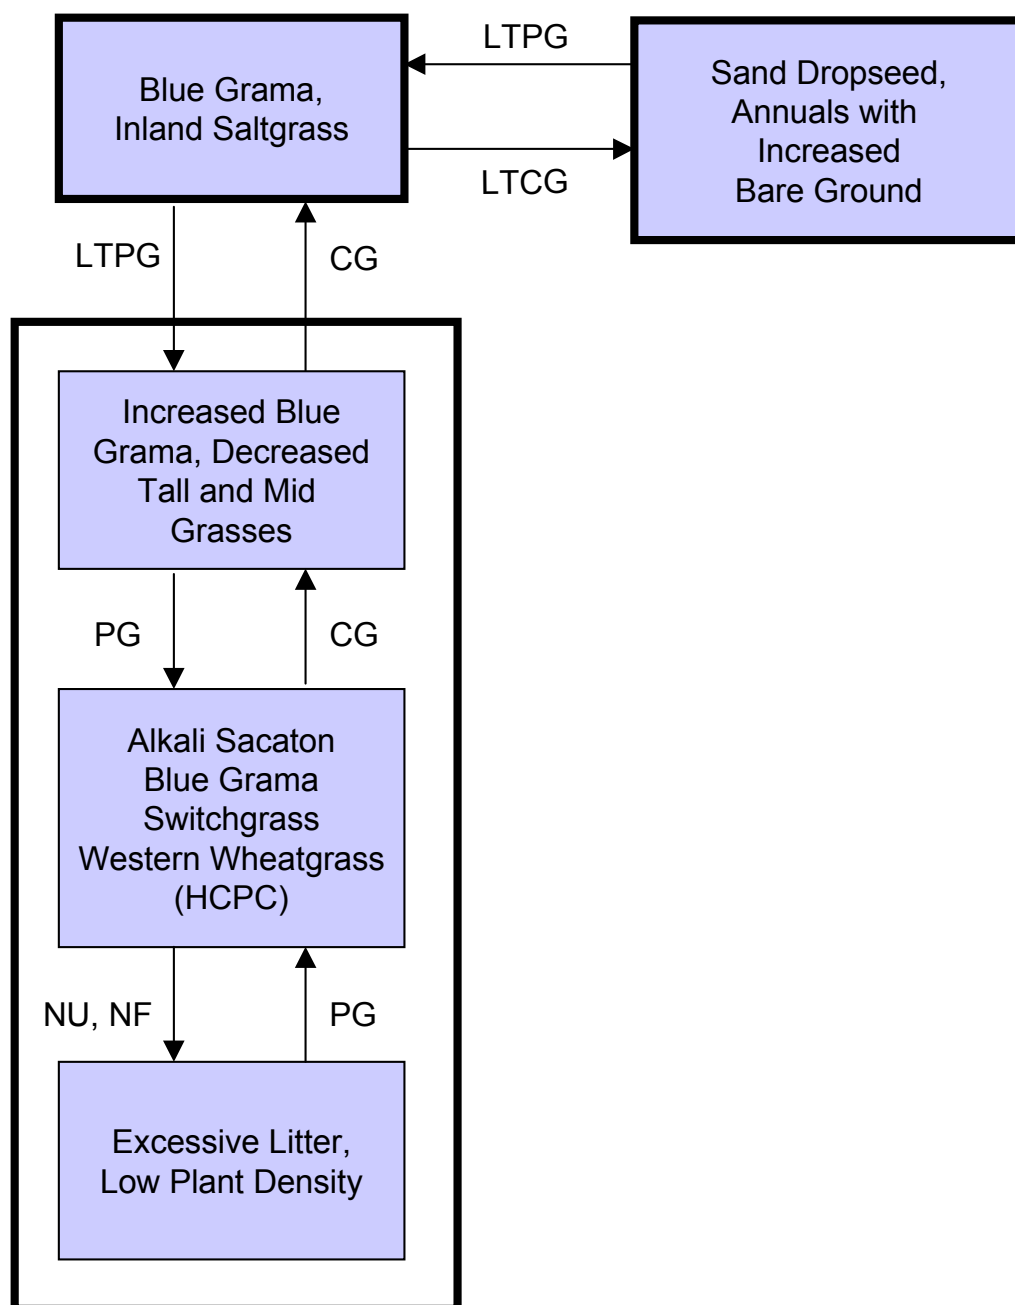 LTPG
Blue Grama,
Inland Saltgrass
Sand Dropseed,
Annuals with
Increased
Bare Ground
LTCG
LTPG
CG
Increased Blue
Grama, Decreased
Tall and Mid
Grasses
PG
CG
Alkali Sacaton
Blue Grama
Switchgrass
Western Wheatgrass
(HCPC)
NU, NF
PG
Excessive Litter,
Low Plant Density